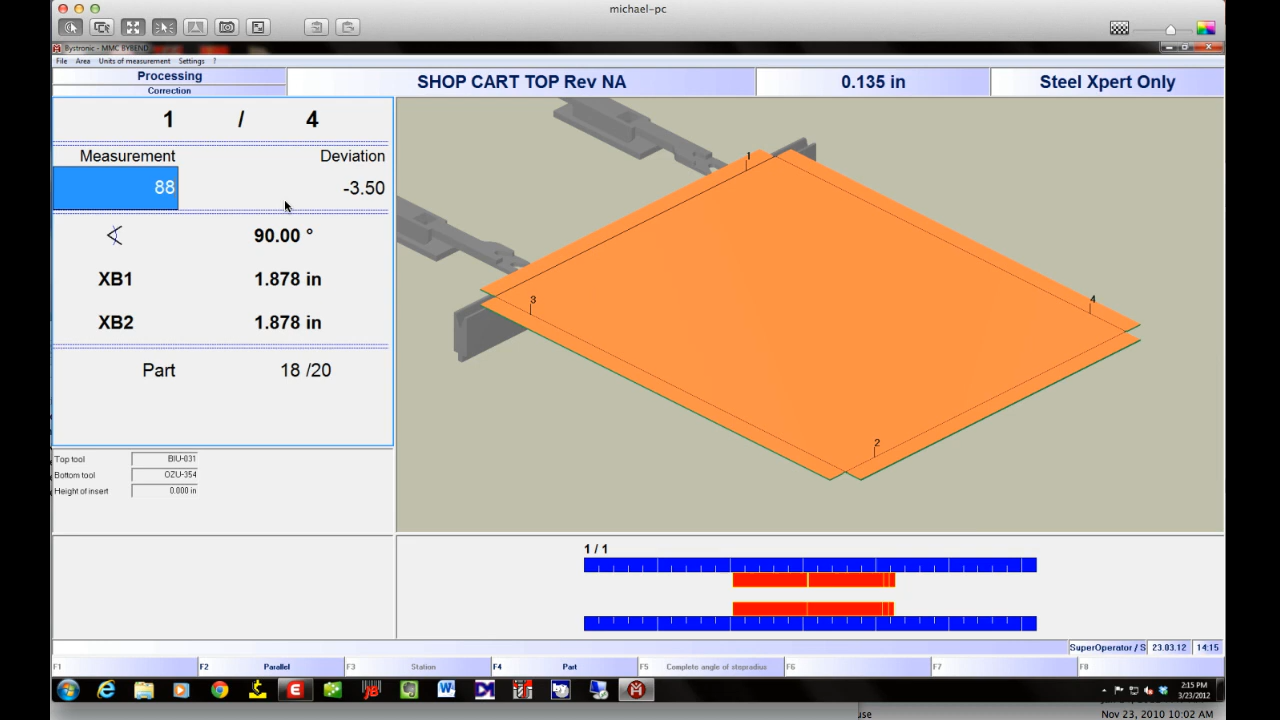 michael-pc
Bystronic - MMC BYBEND
File Area Units of measurement Settings ?
Processing
Correction
SHOP CART TOP Rev NA
0.135 in
Steel Xpert Only
1 / 4
Measurement Deviation
88 -3.50
90.00 °
XB1 1.878 in
XB2 1.878 in
Part 18 /20
Top tool BIU-031
Bottom tool OZU-354
Height of insert 0.000 in
1
3
4
2
1 / 1
SuperOperator / S 23.03.12 14:15
F1 F2 Parallel F3 Station F4 Part F5 Complete angle of stepradius F6 F7 F8
2:15 PM
3/23/2012
Nov 23, 2010 10:02 AM